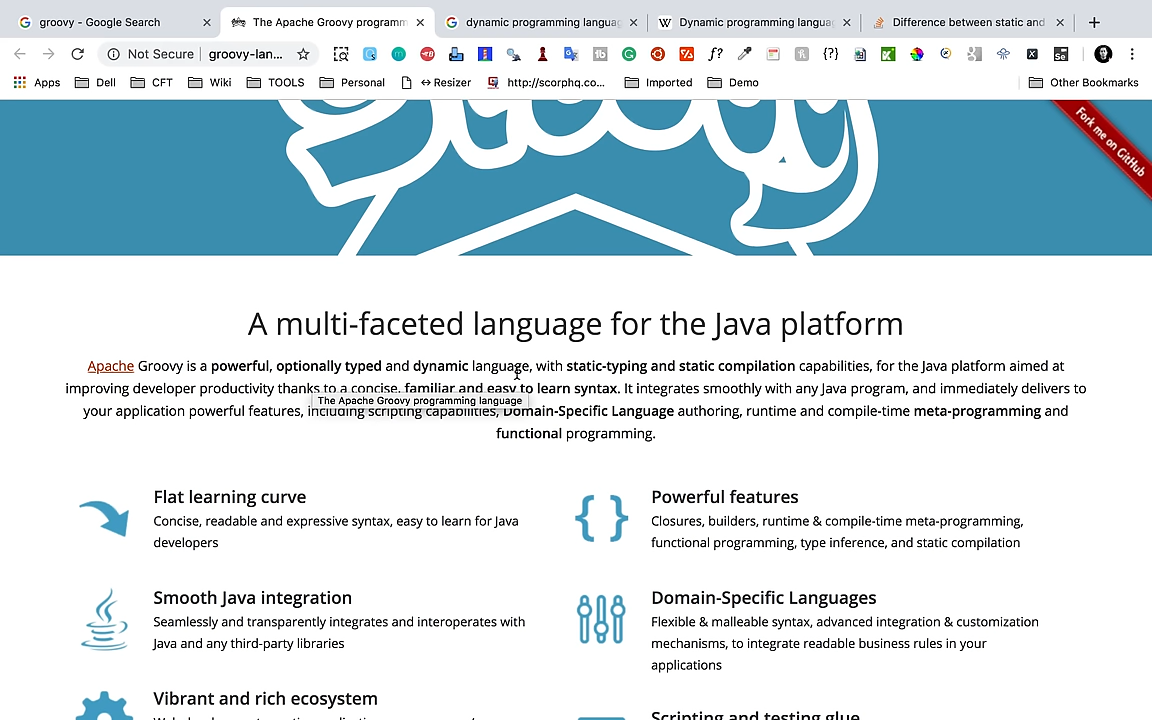 groovy - Google Search
The Apache Groovy programm
dynamic programming languag
Dynamic programming languag
Difference between static and
Not Secure
groovy-lan...
Apps
Dell
CFT
Wiki
TOOLS
Personal
↔Resizer
http://scorphq.co...
Imported
Demo
Other Bookmarks
Fork me on GitHub
A multi-faceted language for the Java platform
Apache Groovy is a powerful, optionally typed and dynamic language, with static-typing and static compilation capabilities, for the Java platform aimed at
improving developer productivity thanks to a concise, familiar and easy to learn syntax. It integrates smoothly with any Java program, and immediately delivers to
The Apache Groovy programming language
your application powerful features, including scripting capabilities, Domain-Specific Language authoring, runtime and compile-time meta-programming and
functional programming.
Flat learning curve
Concise, readable and expressive syntax, easy to learn for Java
developers
Powerful features
Closures, builders, runtime & compile-time meta-programming,
functional programming, type inference, and static compilation
Smooth Java integration
Seamlessly and transparently integrates and interoperates with
Java and any third-party libraries
Domain-Specific Languages
Flexible & malleable syntax, advanced integration & customization
mechanisms, to integrate readable business rules in your
applications
Vibrant and rich ecosystem
Scripting and testing glue